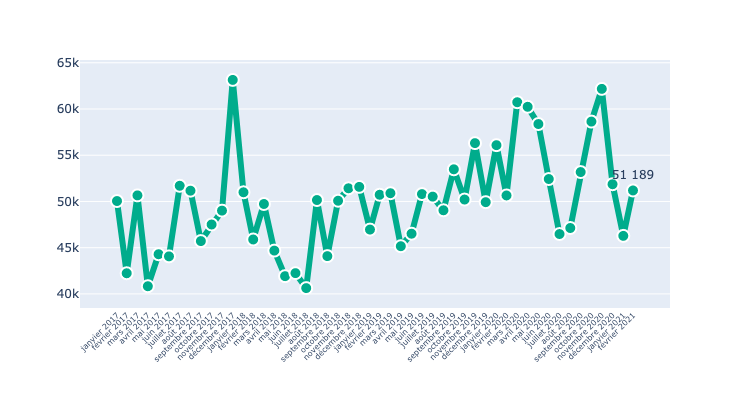 65k
60k
55k
50k
45k
40k
51 189
janvier 2017
février 2017
mars 2017
avril 2017
mai 2017
juin 2017
juillet 2017
août 2017
septembre 2017
octobre 2017
novembre 2017
décembre 2017
janvier 2018
février 2018
mars 2018
avril 2018
mai 2018
juin 2018
juillet 2018
août 2018
septembre 2018
octobre 2018
novembre 2018
décembre 2018
janvier 2019
février 2019
mars 2019
avril 2019
mai 2019
juin 2019
juillet 2019
août 2019
septembre 2019
octobre 2019
novembre 2019
décembre 2019
janvier 2020
février 2020
mars 2020
avril 2020
mai 2020
juin 2020
juillet 2020
août 2020
septembre 2020
octobre 2020
novembre 2020
décembre 2020
janvier 2021
février 2021